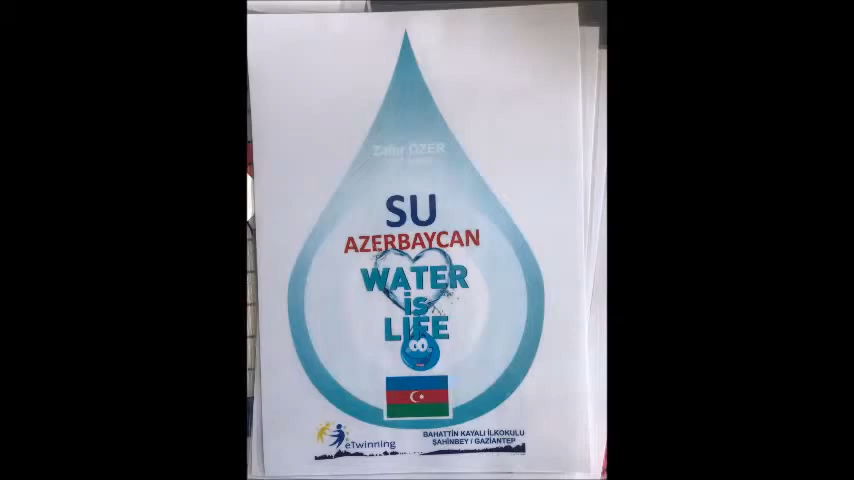 Zafer ÖZER
SU
AZERBAYCAN
WATER
is
LIFE
eTwinning
BAHATTİN KAYALI İLKOKULU
ŞAHİNBEY / GAZİANTEP